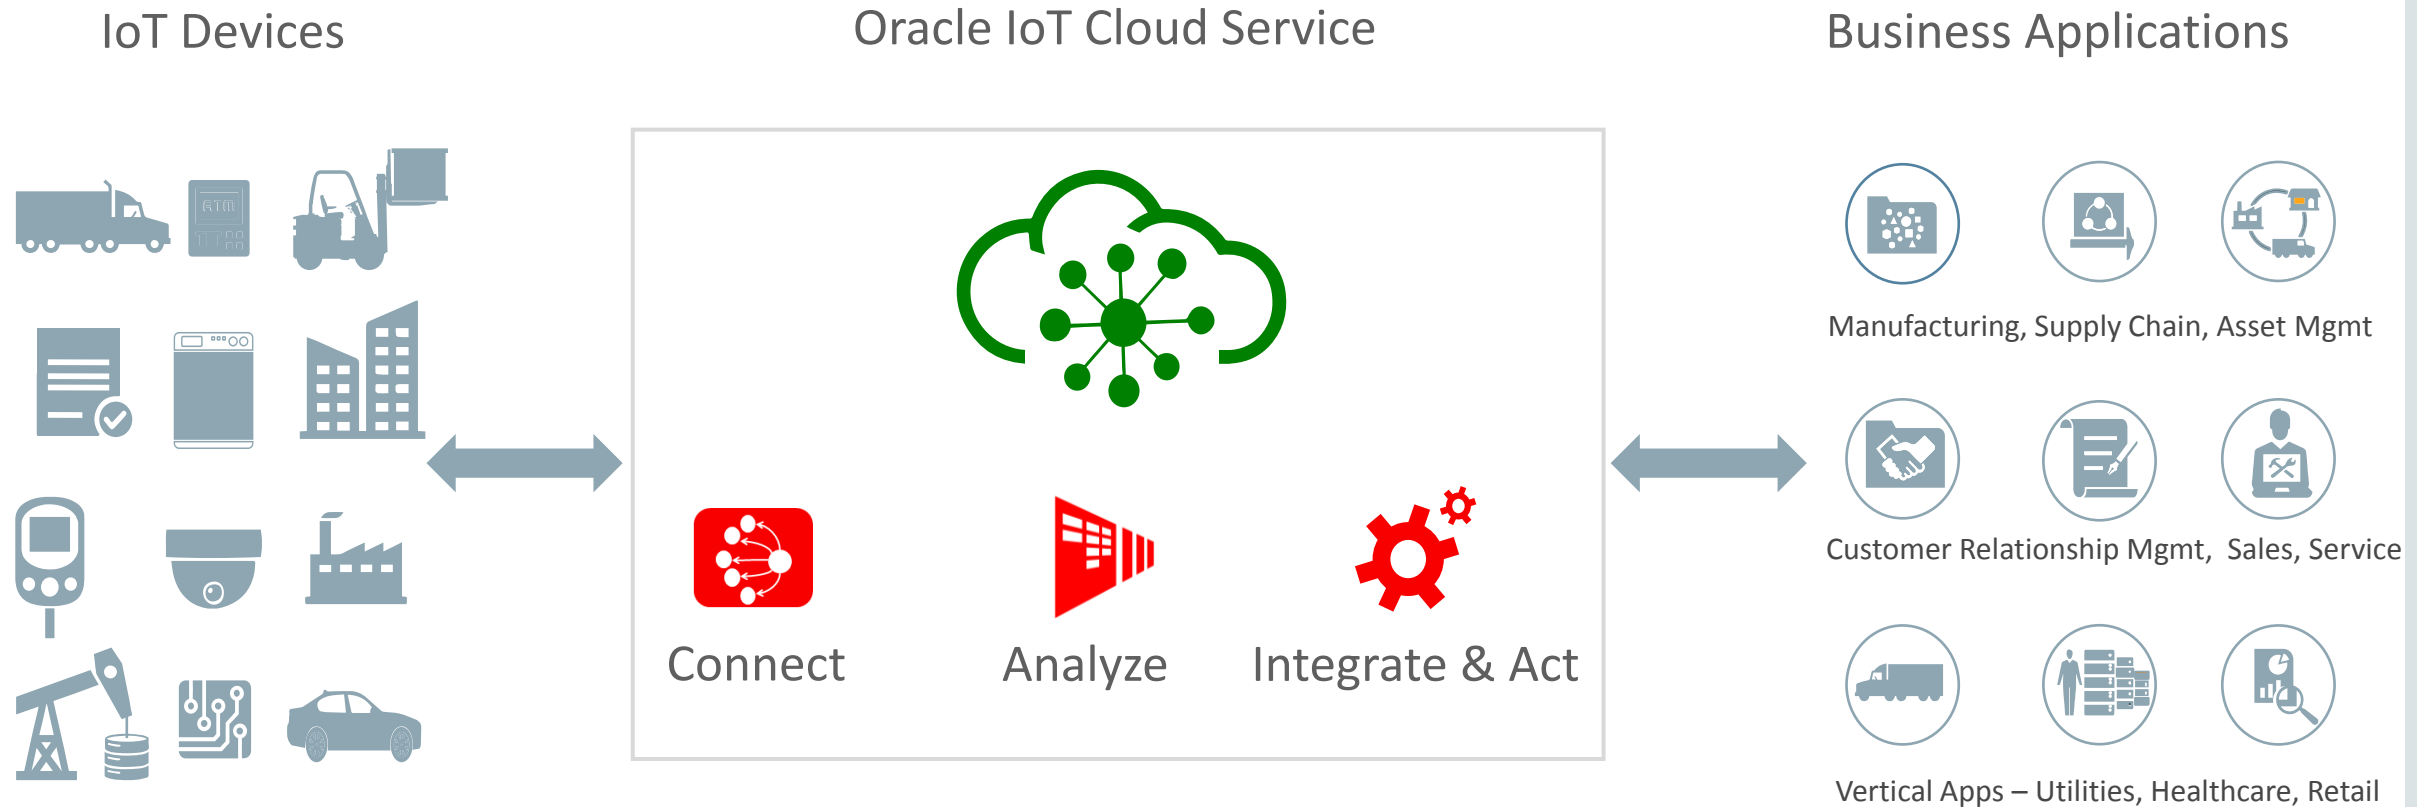 IoT Devices
Oracle IoT Cloud Service
Business Applications
ATM
Manufacturing, Supply Chain, Asset Mgmt
Customer Relationship Mgmt, Sales, Service
Connect
Analyze
Integrate & Act
Vertical Apps – Utilities, Healthcare, Retail